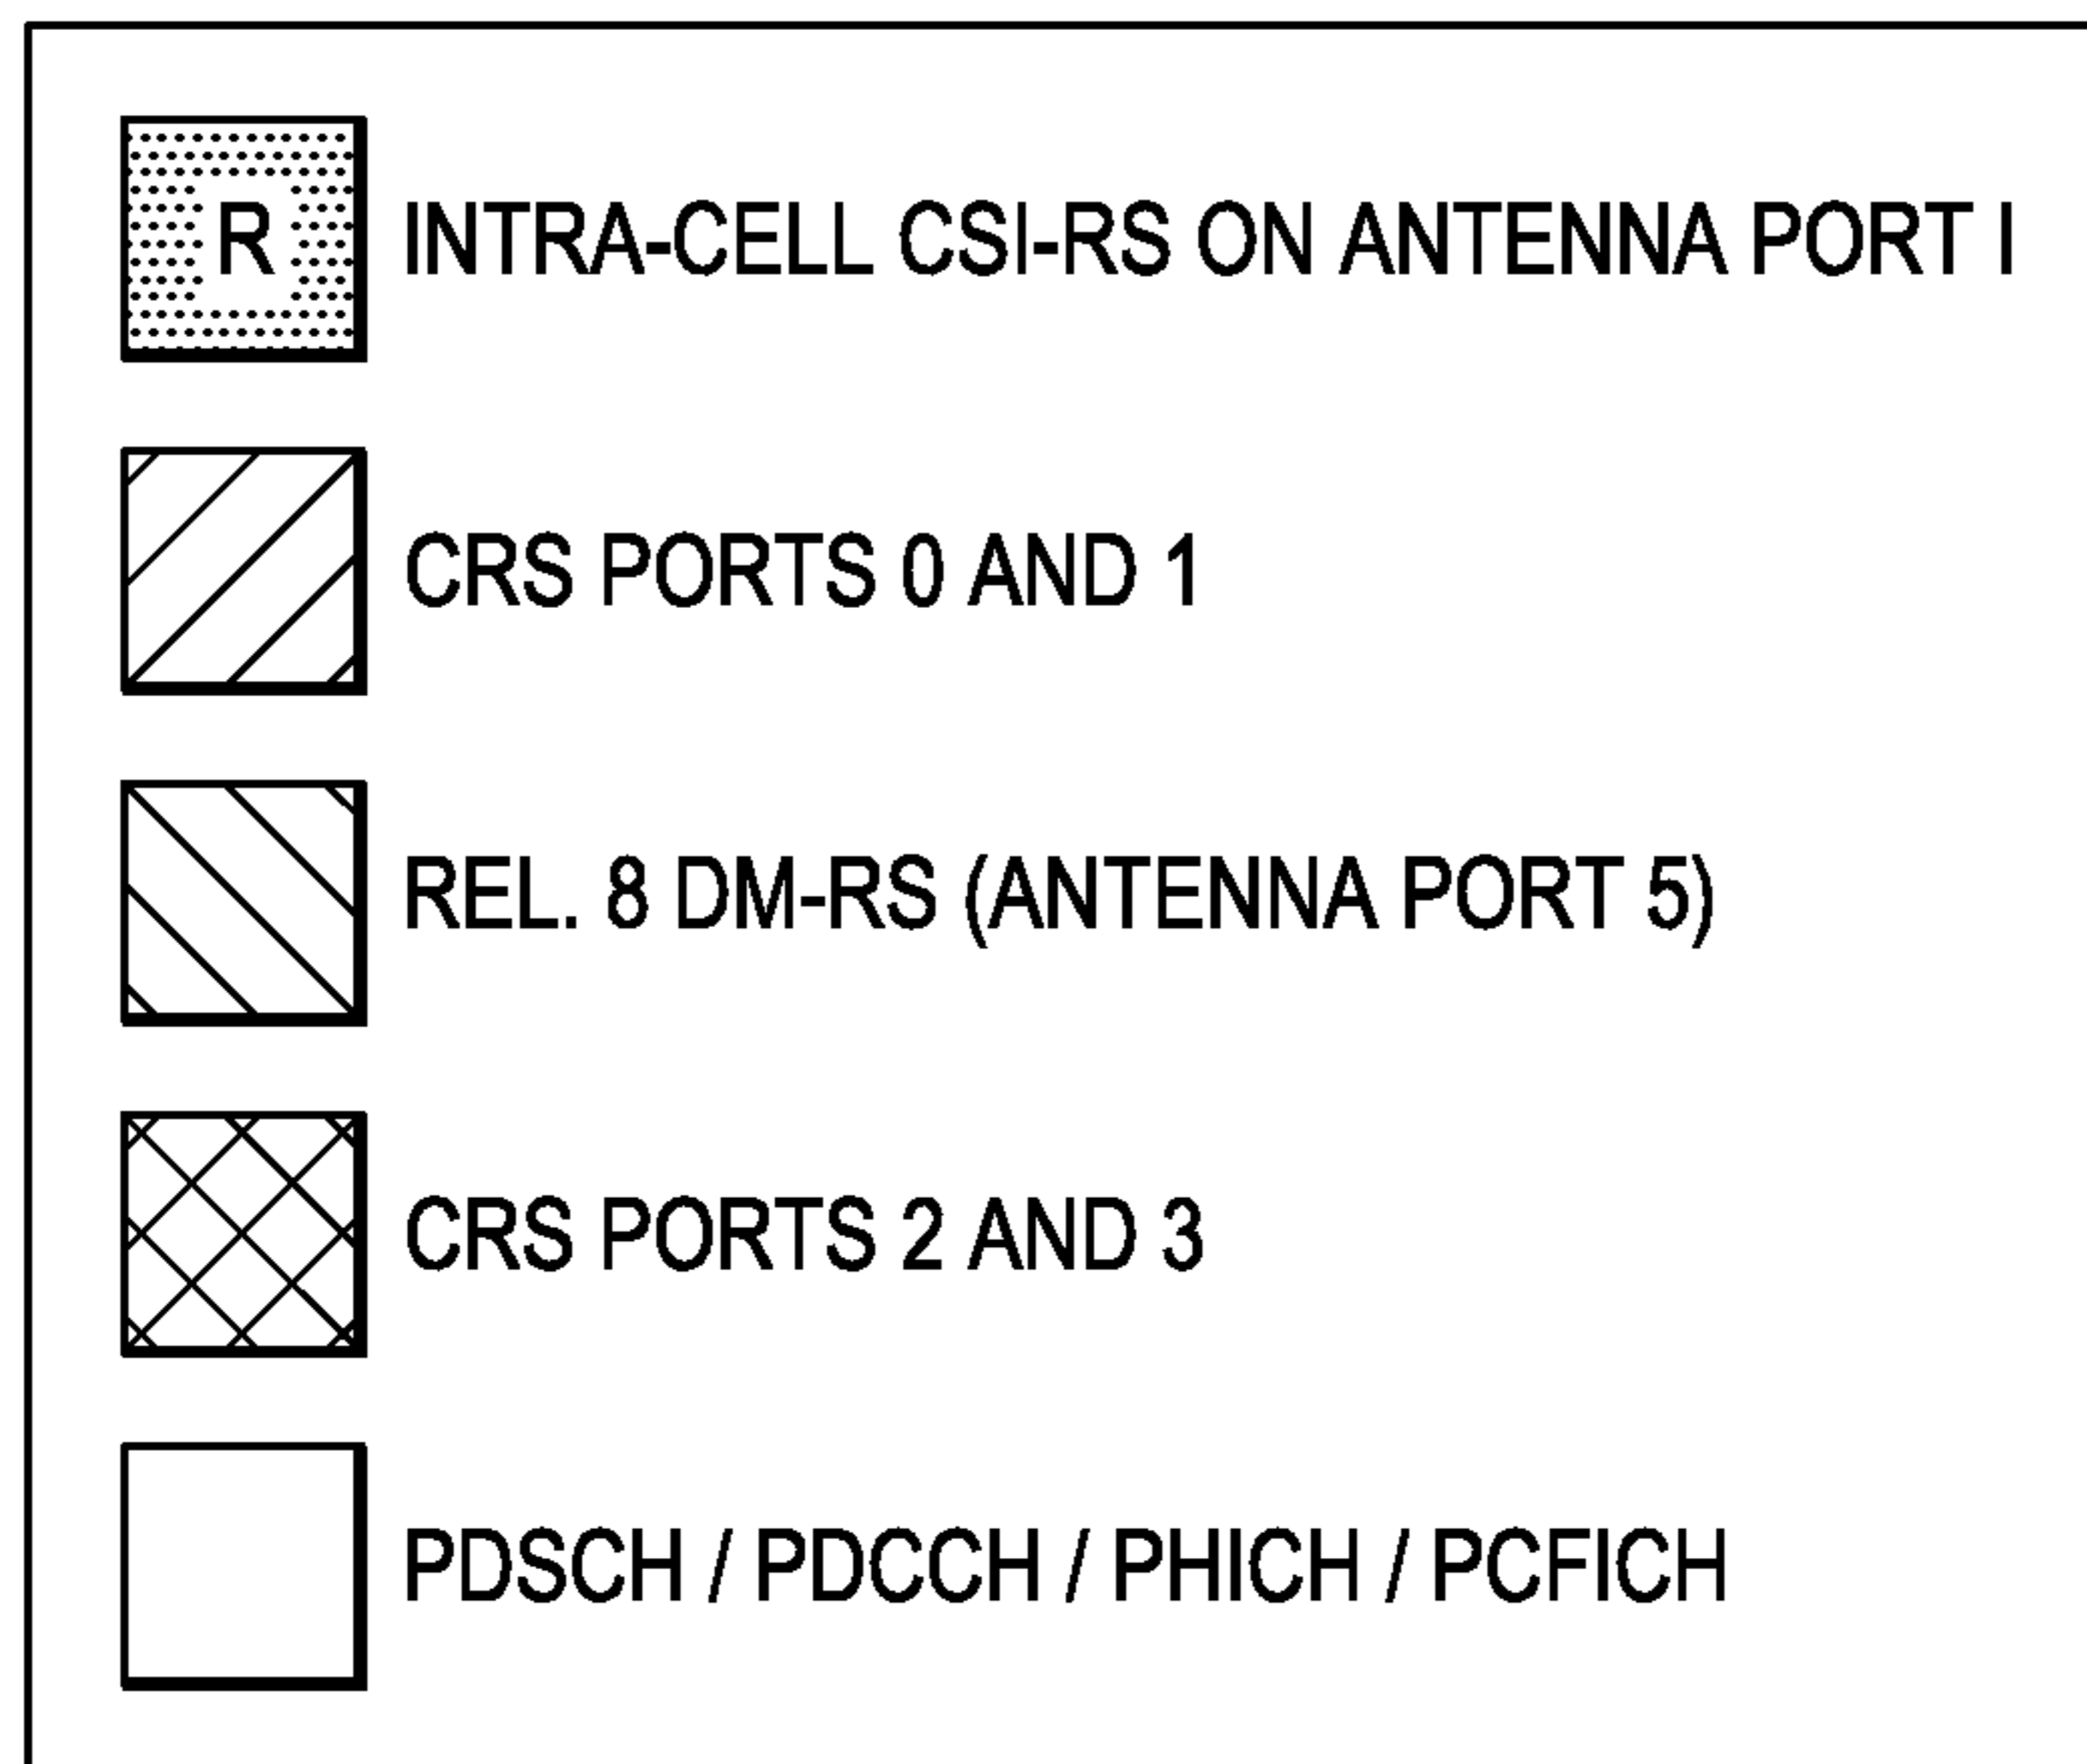 R INTRA-CELL CSI-RS ON ANTENNA PORT I
CRS PORTS 0 AND 1
REL. 8 DM-RS (ANTENNA PORT 5)
CRS PORTS 2 AND 3
PDSCH / PDCCH / PHICH / PCFICH